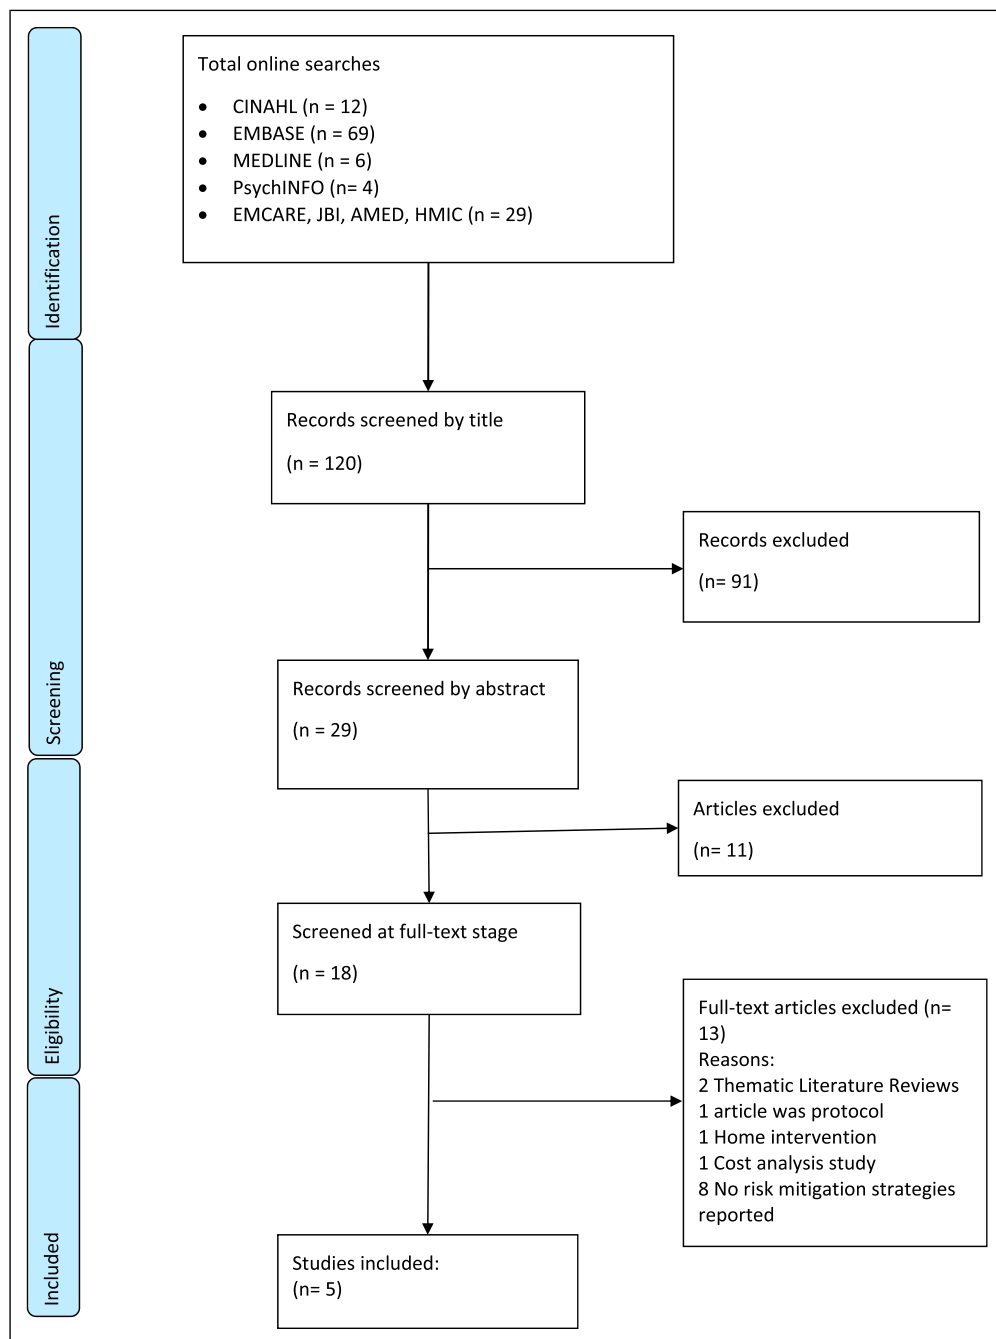 Identification
Total online searches
• CINAHL (n = 12)
• EMBASE (n = 69)
• MEDLINE (n = 6)
• PsychINFO (n= 4)
• EMCARE, JBI, AMED, HMIC (n = 29)
Screening
Records screened by title
(n = 120)
Records excluded
(n= 91)
Records screened by abstract
(n = 29)
Eligibility
Articles excluded
(n= 11)
Screened at full-text stage
(n = 18)
Full-text articles excluded (n=
13)
Reasons:
2 Thematic Literature Reviews
1 article was protocol
1 Home intervention
1 Cost analysis study
8 No risk mitigation strategies
reported
Included
Studies included:
(n= 5)